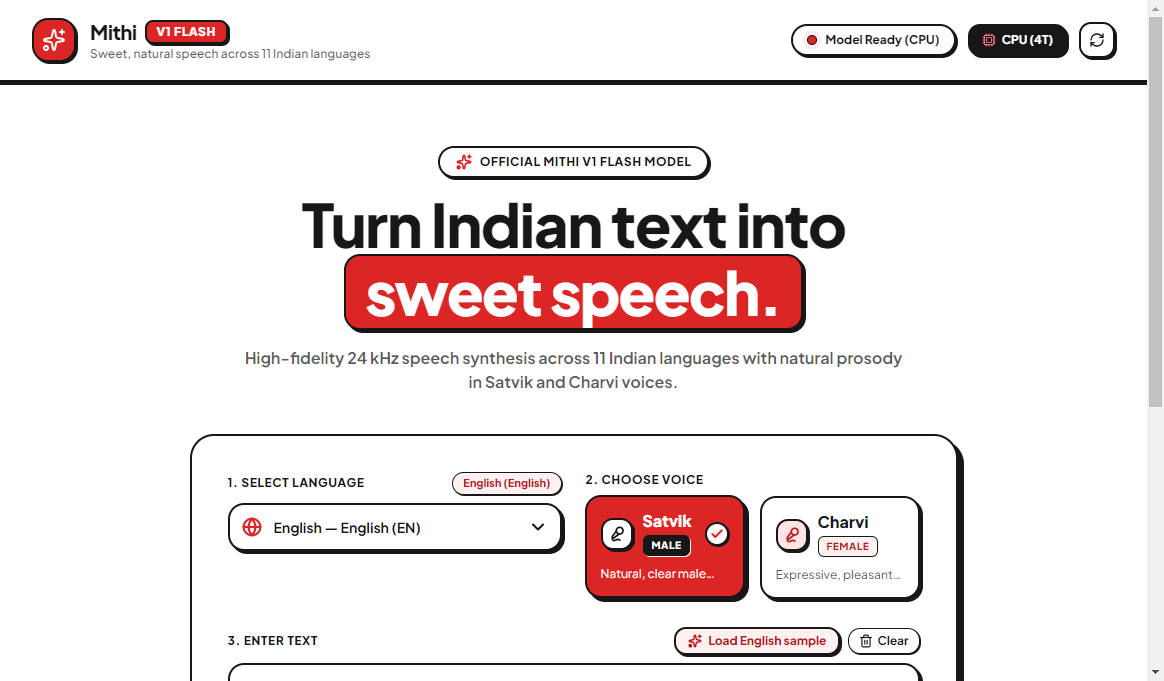 Mithi
V1 FLASH
Sweet, natural speech across 11 Indian languages
Model Ready (CPU)
CPU (4T)
OFFICIAL MITHI V1 FLASH MODEL
Turn Indian text into
sweet speech.
High-fidelity 24 kHz speech synthesis across 11 Indian languages with natural prosody
in Satvik and Charvi voices.
1. SELECT LANGUAGE
English (English)
English — English (EN)
2. CHOOSE VOICE
Satvik
MALE
Natural, clear male...
Charvi
FEMALE
Expressive, pleasant...
3. ENTER TEXT
Load English sample
Clear